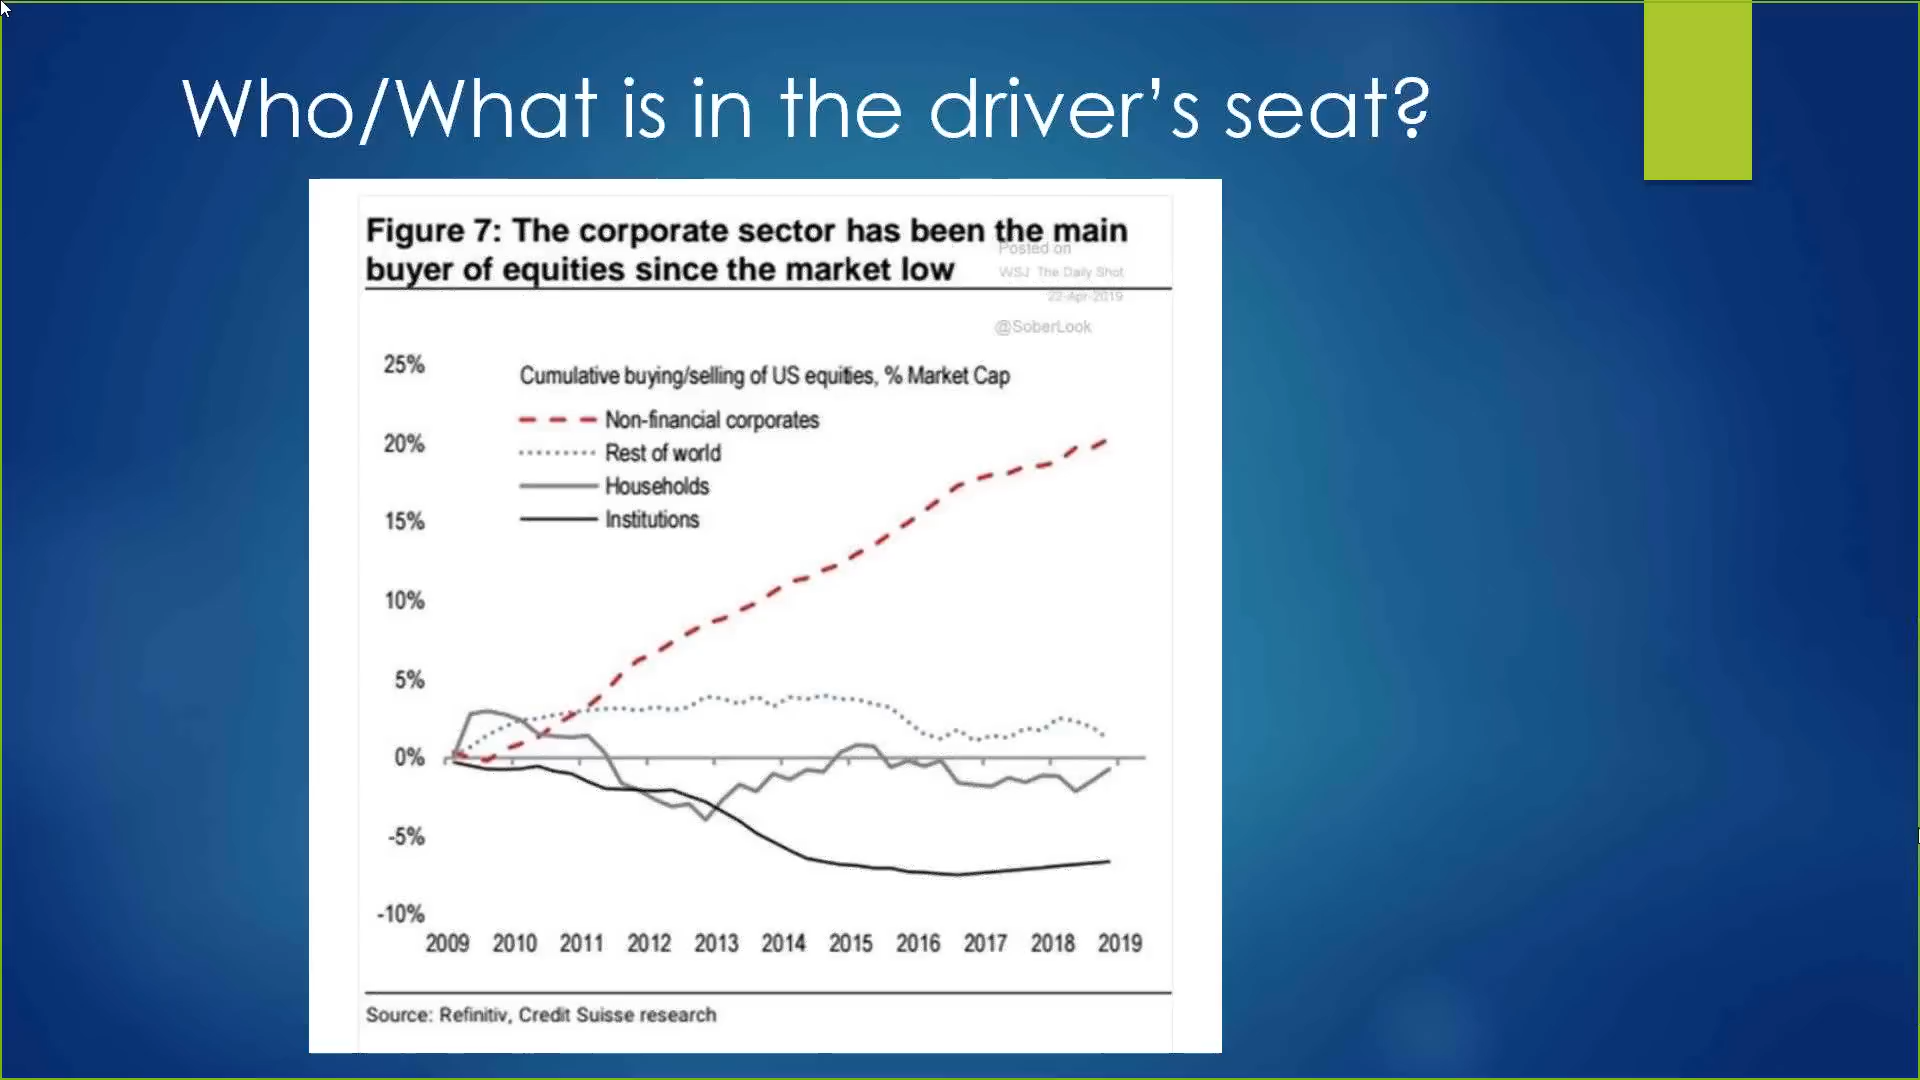 Who/What is in the driver’s seat?
Figure 7: The corporate sector has been the main
buyer of equities since the market low
Posted on
WSJ The Daily Shot
22-Apr-2019
@SoberLook
Cumulative buying/selling of US equities, % Market Cap
Non-financial corporates
Rest of world
Households
Institutions
25%
20%
15%
10%
5%
0%
-5%
-10%
2009 2010 2011 2012 2013 2014 2015 2016 2017 2018 2019
Source: Refinitiv, Credit Suisse research